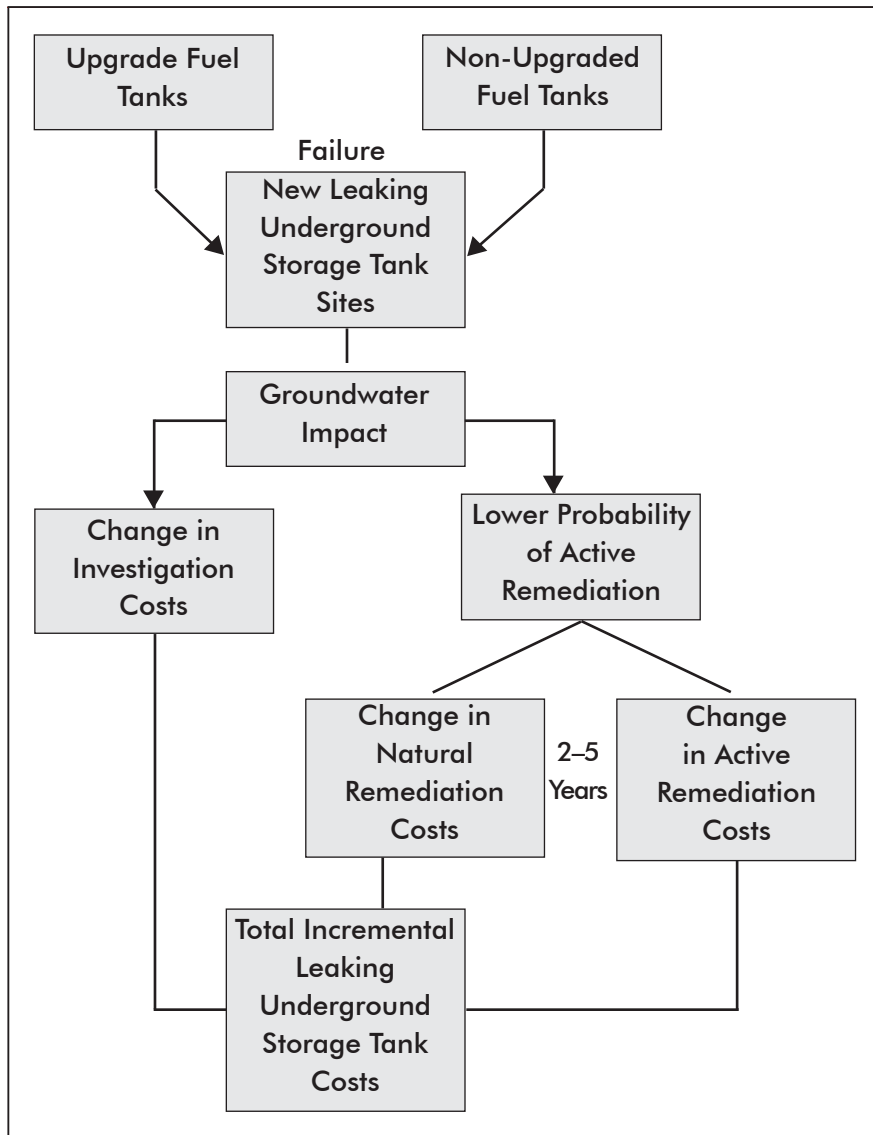 Upgrade Fuel
Tanks
Non-Upgraded
Fuel Tanks
Failure
New Leaking
Underground
Storage Tank
Sites
Groundwater
Impact
Change in
Investigation
Costs
Lower Probability
of Active
Remediation
Change in
Natural
Remediation
Costs
2–5
Years
Change
in Active
Remediation
Costs
Total Incremental
Leaking
Underground
Storage Tank
Costs